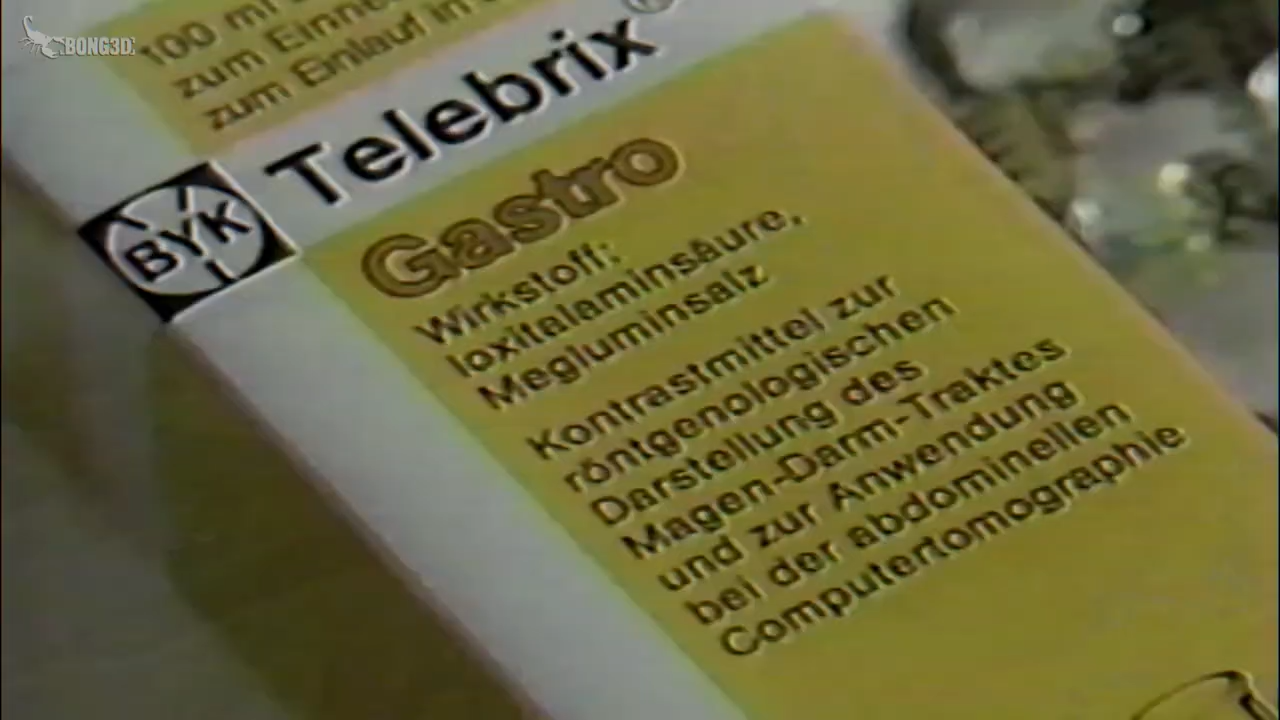 BONG3D
100 ml
zum
zum Einlauf in
Telebrix®
BYK
Gastro
Wirkstoff:
Ioxitalaminsäure,
Megluminsalz
Kontrastmittel zur
röntgenologischen
Darstellung des
Magen-Darm-Traktes
und zur Anwendung
bei der abdominellen
Computertomographie